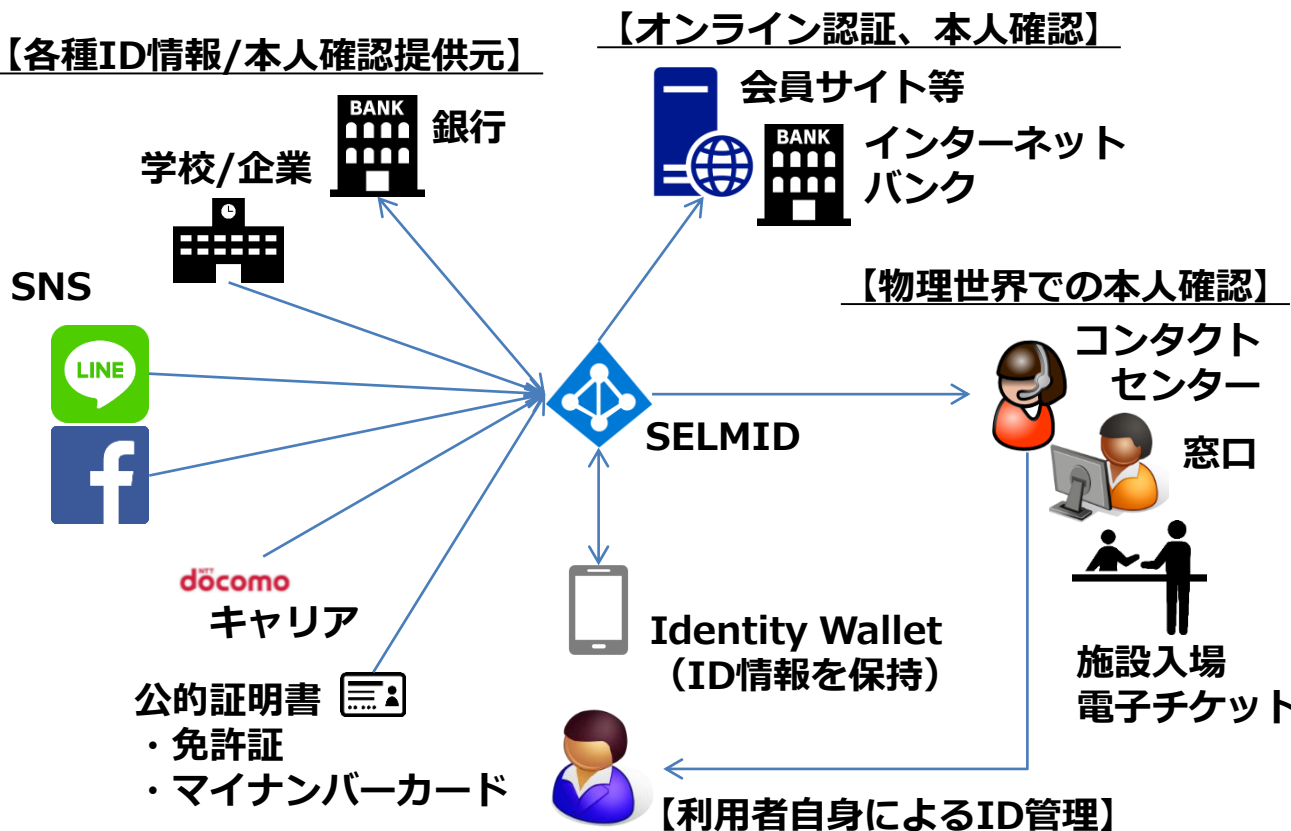 【各種ID情報/本人確認提供元】
BANK
銀行
学校/企業
SNS
LINE
f
NTT
döcomo
キャリア
公的証明書
・免許証
・マイナンバーカード
【オンライン認証、本人確認】
会員サイト等
BANK
インターネット
バンク
SELMID
【物理世界での本人確認】
コンタクト
センター
窓口
施設入場
電子チケット
Identity Wallet
（ID情報を保持）
【利用者自身によるID管理】